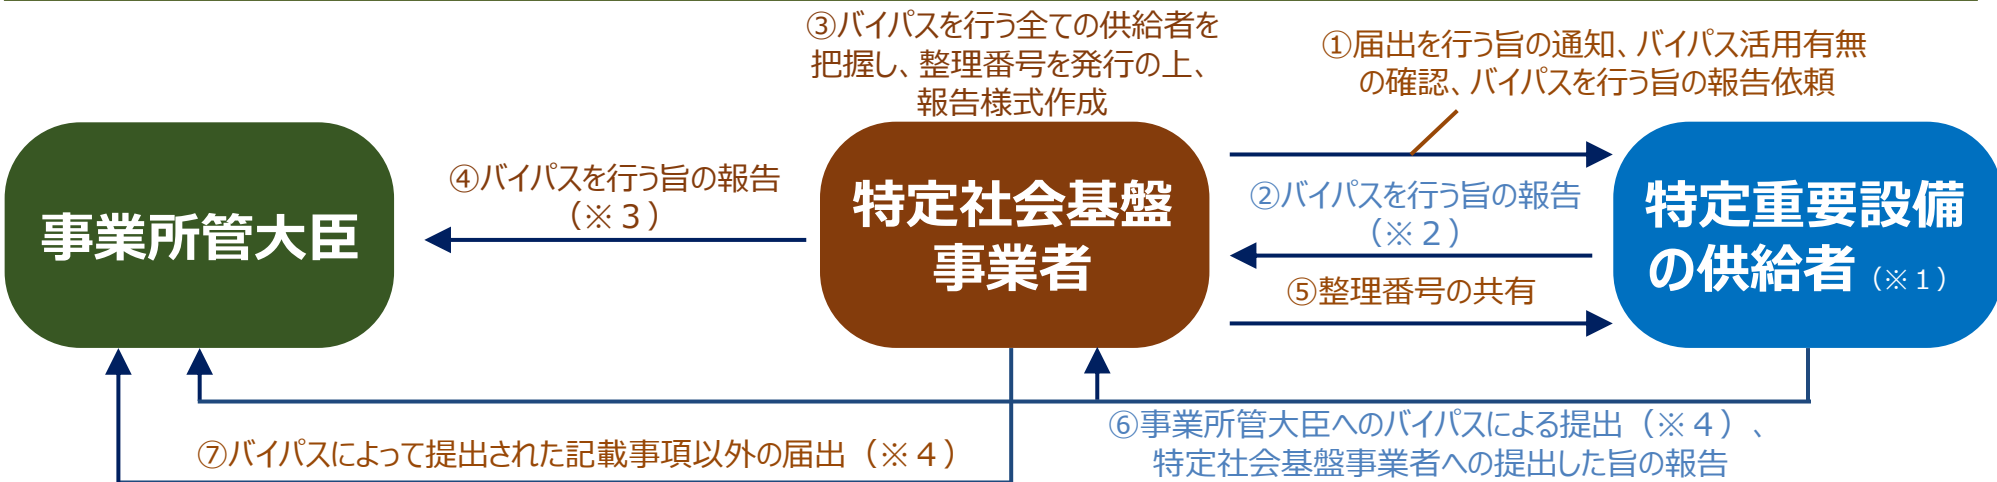 ③バイパスを行う全ての供給者を
把握し、整理番号を発行の上、
報告様式作成
①届出を行う旨の通知、バイパス活用有無
の確認、バイパスを行う旨の報告依頼
事業所管大臣
④バイパスを行う旨の報告
（※３）
特定社会基盤
事業者
②バイパスを行う旨の報告
（※２）
⑤整理番号の共有
特定重要設備
の供給者（※１）
⑥事業所管大臣へのバイパスによる提出（※４）、
特定社会基盤事業者への提出した旨の報告
⑦バイパスによって提出された記載事項以外の届出（※４）